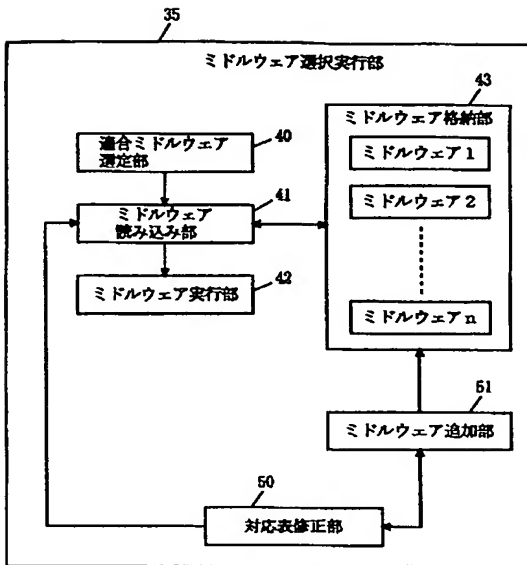 35
ミドルウェア選択実行部
43
ミドルウェア格納部
適合ミドルウェア
選定部
40
ミドルウェア1
41
ミドルウェア
読み込み部
ミドルウェア2
42
ミドルウェア実行部
ミドルウェアn
51
ミドルウェア追加部
50
対応表修正部